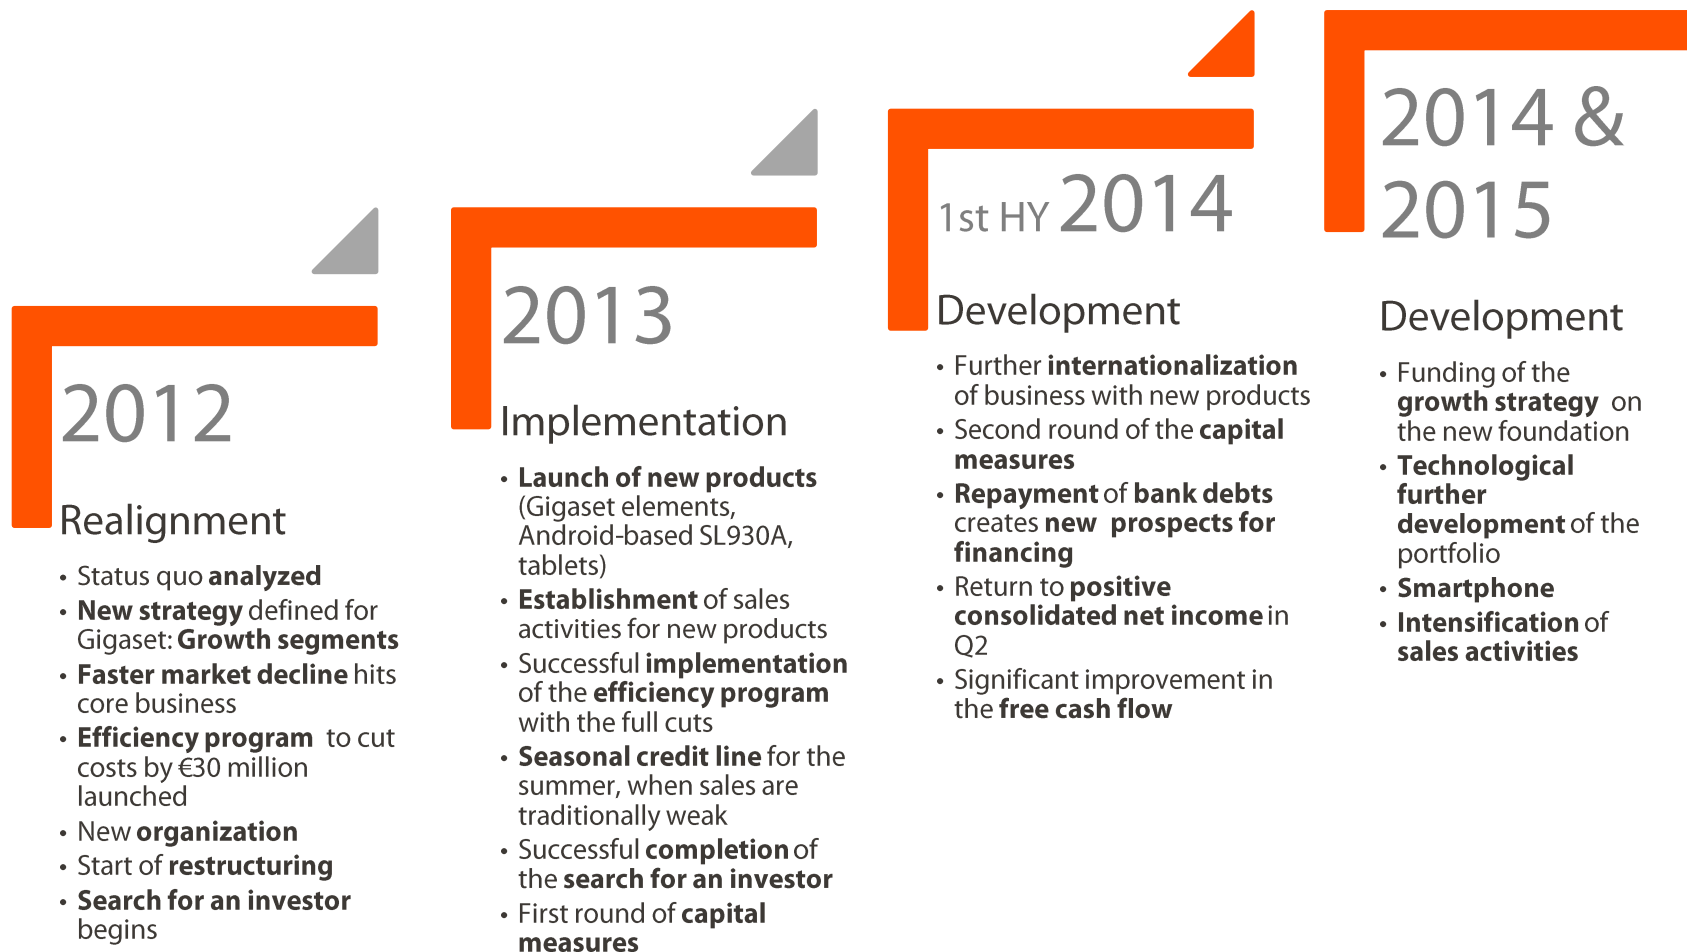 2012
Realignment
• Status quo analyzed
• New strategy defined for
Gigaset: Growth segments
• Faster market decline hits
core business
• Efficiency program to cut
costs by €30 million
launched
• New organization
• Start of restructuring
• Search for an investor
begins
2013
Implementation
• Launch of new products
(Gigaset elements,
Android-based SL930A,
tablets)
• Establishment of sales
activities for new products
• Successful implementation
of the efficiency program
with the full cuts
• Seasonal credit line for the
summer, when sales are
traditionally weak
• Successful completion of
the search for an investor
• First round of capital
measures
1st HY 2014
Development
• Further internationalization
of business with new products
• Second round of the capital
measures
• Repayment of bank debts
creates new prospects for
financing
• Return to positive
consolidated net income in
Q2
• Significant improvement in
the free cash flow
2014 &
2015
Development
• Funding of the
growth strategy on
the new foundation
• Technological
further
development of the
portfolio
• Smartphone
• Intensification of
sales activities